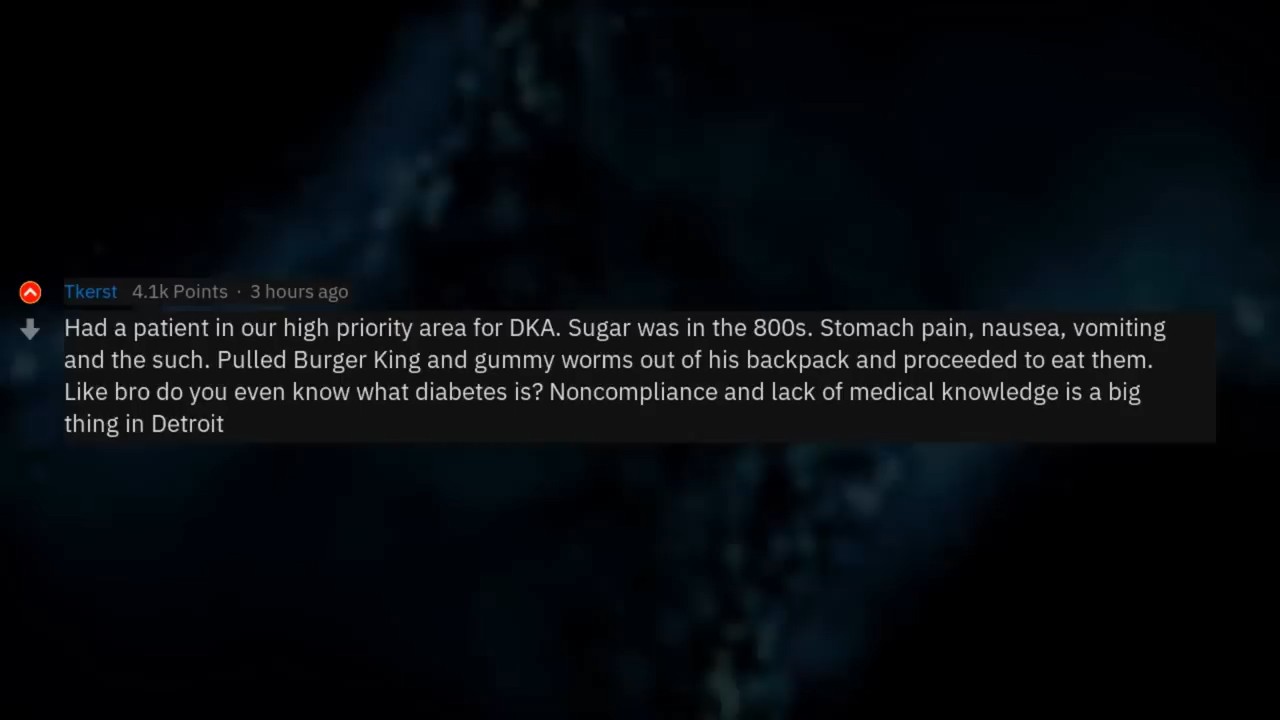 Tkerst 4.1k Points · 3 hours ago
Had a patient in our high priority area for DKA. Sugar was in the 800s. Stomach pain, nausea, vomiting
and the such. Pulled Burger King and gummy worms out of his backpack and proceeded to eat them.
Like bro do you even know what diabetes is? Noncompliance and lack of medical knowledge is a big
thing in Detroit